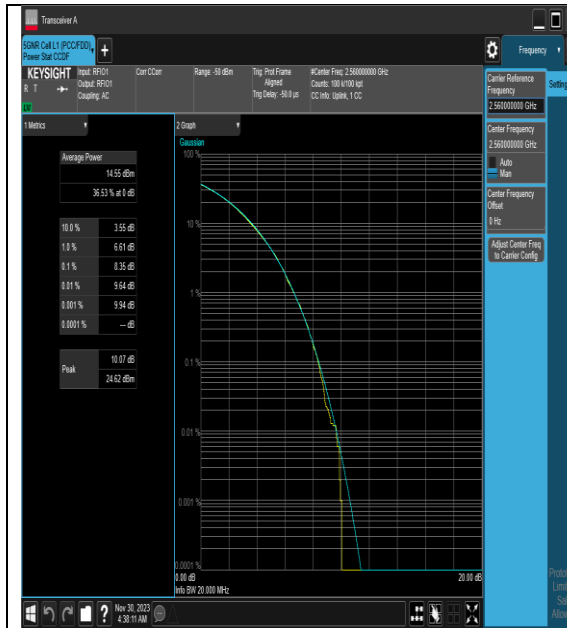 Transceiver A
5GNR Cell L1 (PCC/FDD)
Power Stat CCDF
+
Frequency
KEYSIGHT
R T
Input: RFIO1
Output: RFIO1
Coupling: AC
Corr CCorr
Range: -50 dBm
Trig: Prot Frame
Aligned
Trig Delay: -50.0 µs
#Center Freq: 2.560000000 GHz
Counts: 100 k/100 kpt
CC Info: Uplink, 1 CC
1 Metrics
Average Power
14.55 dBm
36.53 % at 0 dB
10.0 % 3.55 dB
1.0 % 6.61 dB
0.1 % 8.35 dB
0.01 % 9.64 dB
0.001 % 9.94 dB
0.0001 % --- dB
Peak 10.07 dB
24.62 dBm
2 Graph
Gaussian
100 %
10 %
1 %
0.1 %
0.01 %
0.001 %
0.0001 %
0.00 dB 20.00 dB
Info BW 20.000 MHz
Carrier Reference
Frequency
2.560000000 GHz
Center Frequency
2.560000000 GHz
Auto
Man
Center Frequency
Offset
0 Hz
Adjust Center Freq
to Carrier Config
Setting
Proto
Limit
Sa
Allow
?
Nov 30, 2023
4:38:11 AM